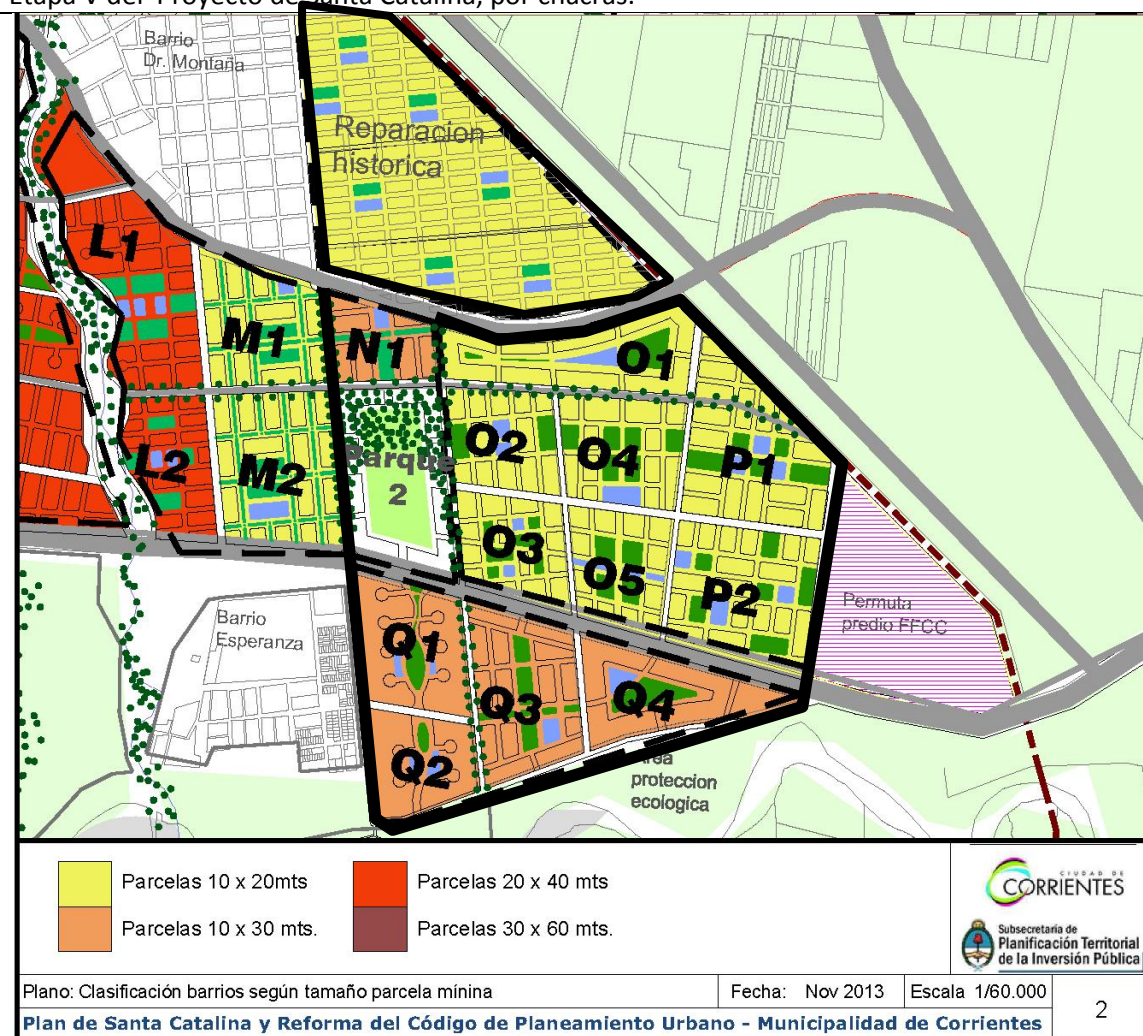 Etapa V del Proyecto de Santa Catalina, por chacras.
Barrio
Dr. Montaña
Reparacion
historica
L1
M1
N1
O1
L2
M2
Parque
2
O2
O4
P1
O3
O5
P2
Permuta
predio FFCC
Barrio
Esperanza
Q1
Q3
Q4
Q2
Area
proteccion
ecologica
Parcelas 10 x 20mts
Parcelas 20 x 40 mts
Parcelas 10 x 30 mts.
Parcelas 30 x 60 mts.
CIUDAD DE
CORRIENTES
Subsecretaría de
Planificación Territorial
de la Inversión Pública
Plano: Clasificación barrios según tamaño parcela mínina
Fecha: Nov 2013
Escala 1/60.000
2
Plan de Santa Catalina y Reforma del Código de Planeamiento Urbano - Municipalidad de Corrientes